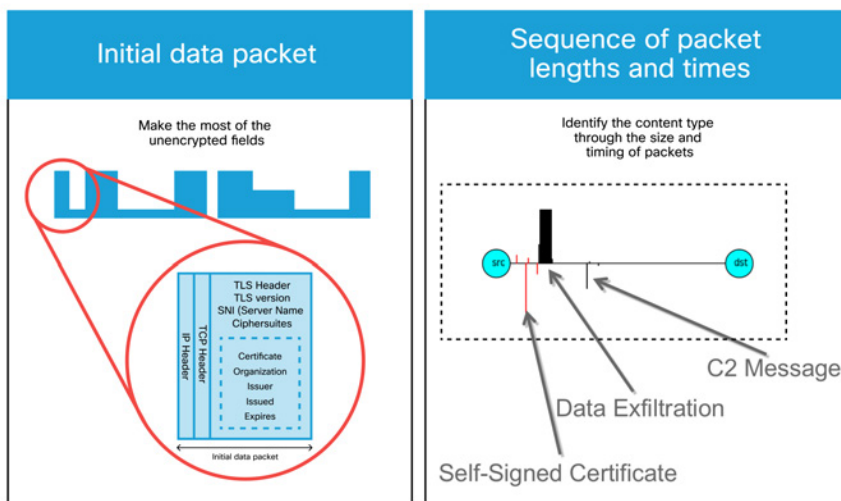 Initial data packet
Make the most of the
unencrypted fields
IP Header
TCP Header
TLS Header
TLS version
SNI (Server Name
Ciphersuites
Certificate
Organization
Issuer
Issued
Expires
Initial data packet
Sequence of packet
lengths and times
Identify the content type
through the size and
timing of packets
src
dst
C2 Message
Data Exfiltration
Self-Signed Certificate